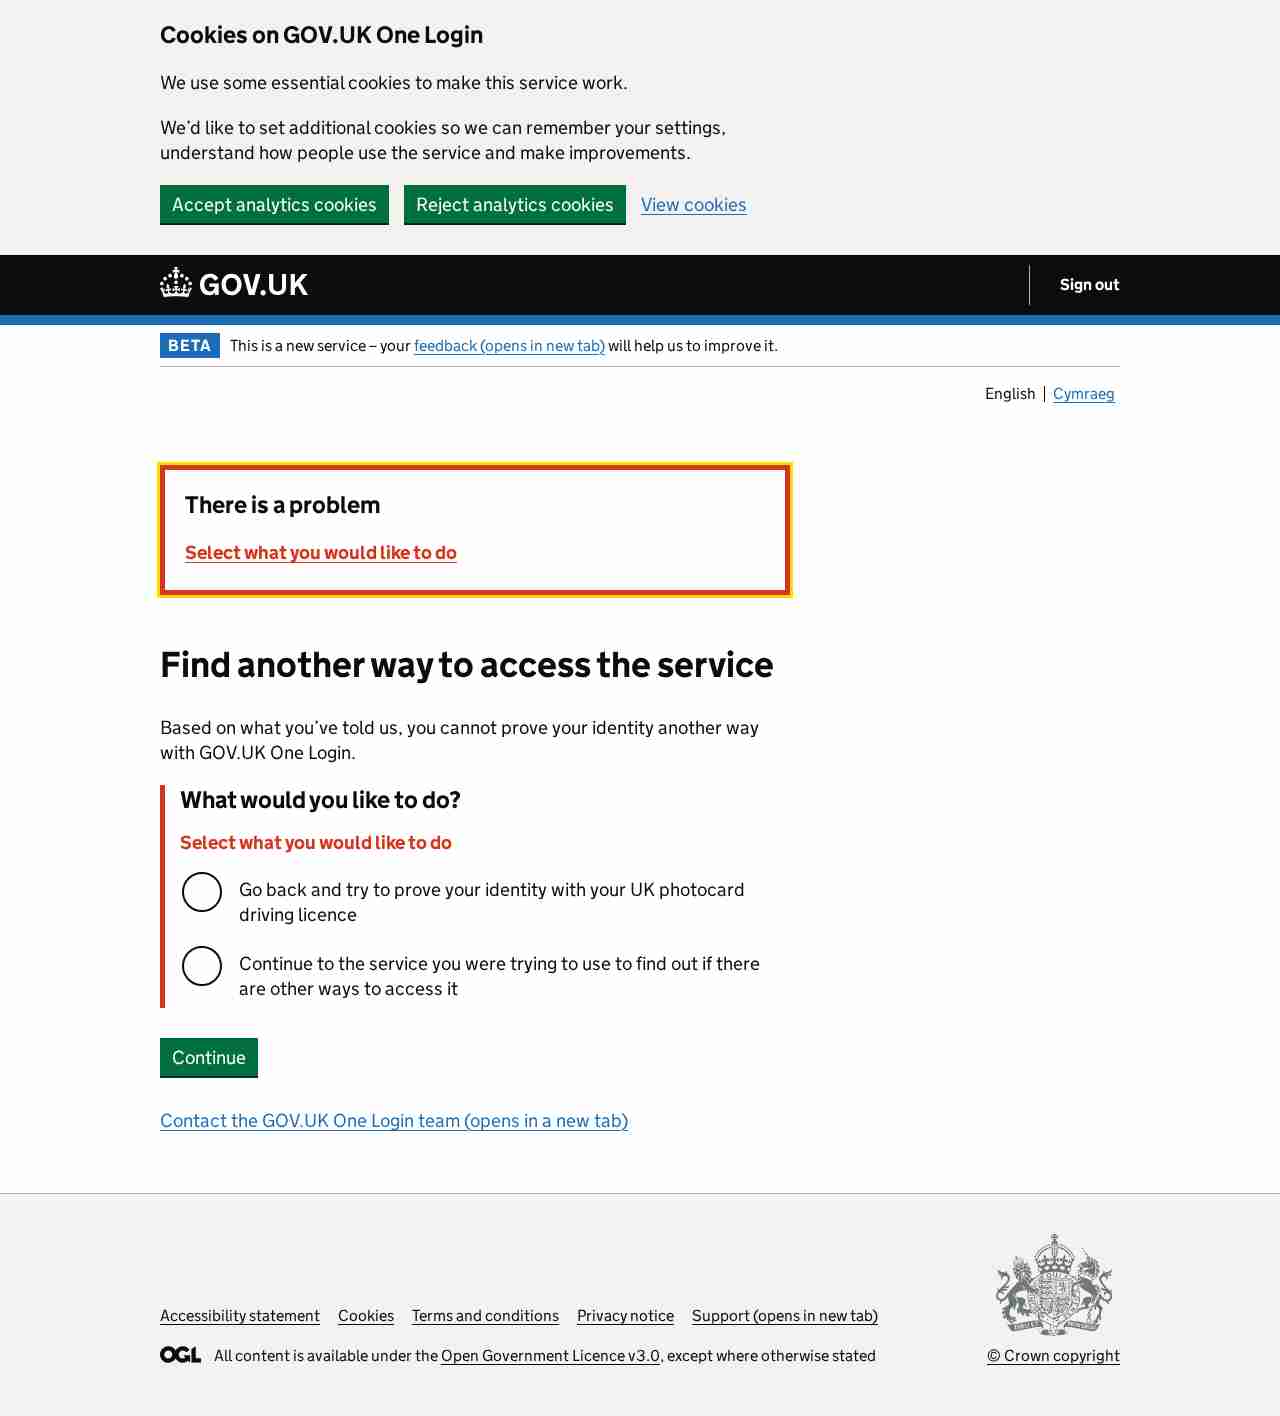 Cookies on GOV.UK One Login
We use some essential cookies to make this service work.
We’d like to set additional cookies so we can remember your settings,
understand how people use the service and make improvements.
Accept analytics cookies Reject analytics cookies View cookies
GOV.UK Sign out
BETA This is a new service – your feedback (opens in new tab) will help us to improve it.
English Cymraeg
There is a problem
Select what you would like to do
Find another way to access the service
Based on what you’ve told us, you cannot prove your identity another way
with GOV.UK One Login.
What would you like to do?
Select what you would like to do
Go back and try to prove your identity with your UK photocard
driving licence
Continue to the service you were trying to use to find out if there
are other ways to access it
Continue
Contact the GOV.UK One Login team (opens in a new tab)
Accessibility statement Cookies Terms and conditions Privacy notice Support (opens in new tab)
OGL All content is available under the Open Government Licence v3.0, except where otherwise stated
© Crown copyright